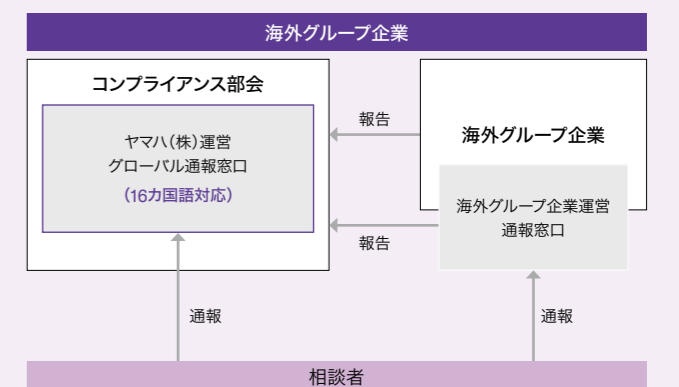 海外グループ企業
コンプライアンス部会
ヤマハ（株）運営
グローバル通報窓口
（16カ国語対応）
報告
海外グループ企業
海外グループ企業運営
通報窓口
報告
通報
通報
相談者